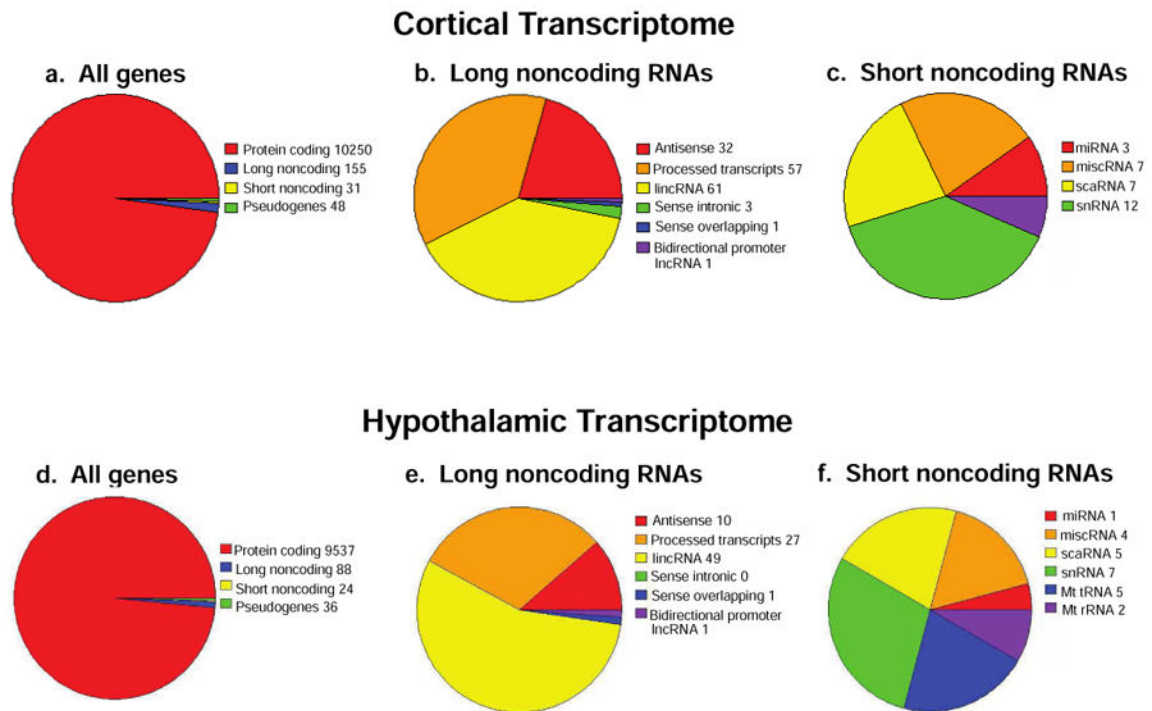 Cortical Transcriptome
a. All genes
Protein coding 10250
Long noncoding 155
Short noncoding 31
Pseudogenes 48
b. Long noncoding RNAs
Antisense 32
Processed transcripts 57
lincRNA 61
Sense intronic 3
Sense overlapping 1
Bidirectional promoter
lncRNA 1
c. Short noncoding RNAs
miRNA 3
miscRNA 7
scaRNA 7
snRNA 12
Hypothalamic Transcriptome
d. All genes
Protein coding 9537
Long noncoding 88
Short noncoding 24
Pseudogenes 36
e. Long noncoding RNAs
Antisense 10
Processed transcripts 27
lincRNA 49
Sense intronic 0
Sense overlapping 1
Bidirectional promoter
lncRNA 1
f. Short noncoding RNAs
miRNA 1
miscRNA 4
scaRNA 5
snRNA 7
Mt tRNA 5
Mt rRNA 2